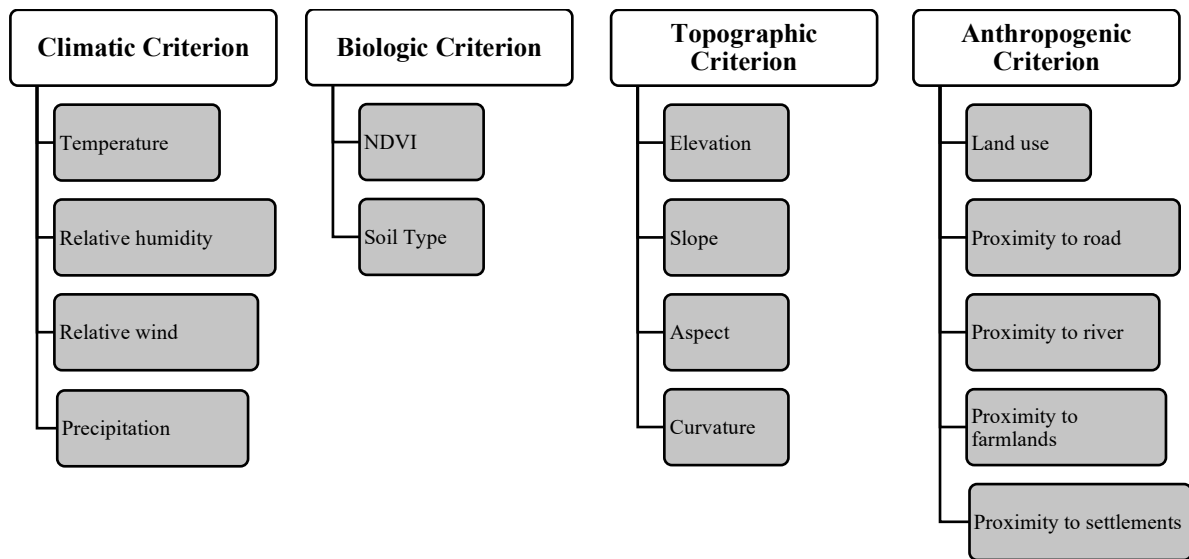 Climatic Criterion
Temperature
Relative humidity
Relative wind
Precipitation
Biologic Criterion
NDVI
Soil Type
Topographic
Criterion
Elevation
Slope
Aspect
Curvature
Anthropogenic
Criterion
Land use
Proximity to road
Proximity to river
Proximity to
farmlands
Proximity to settlements